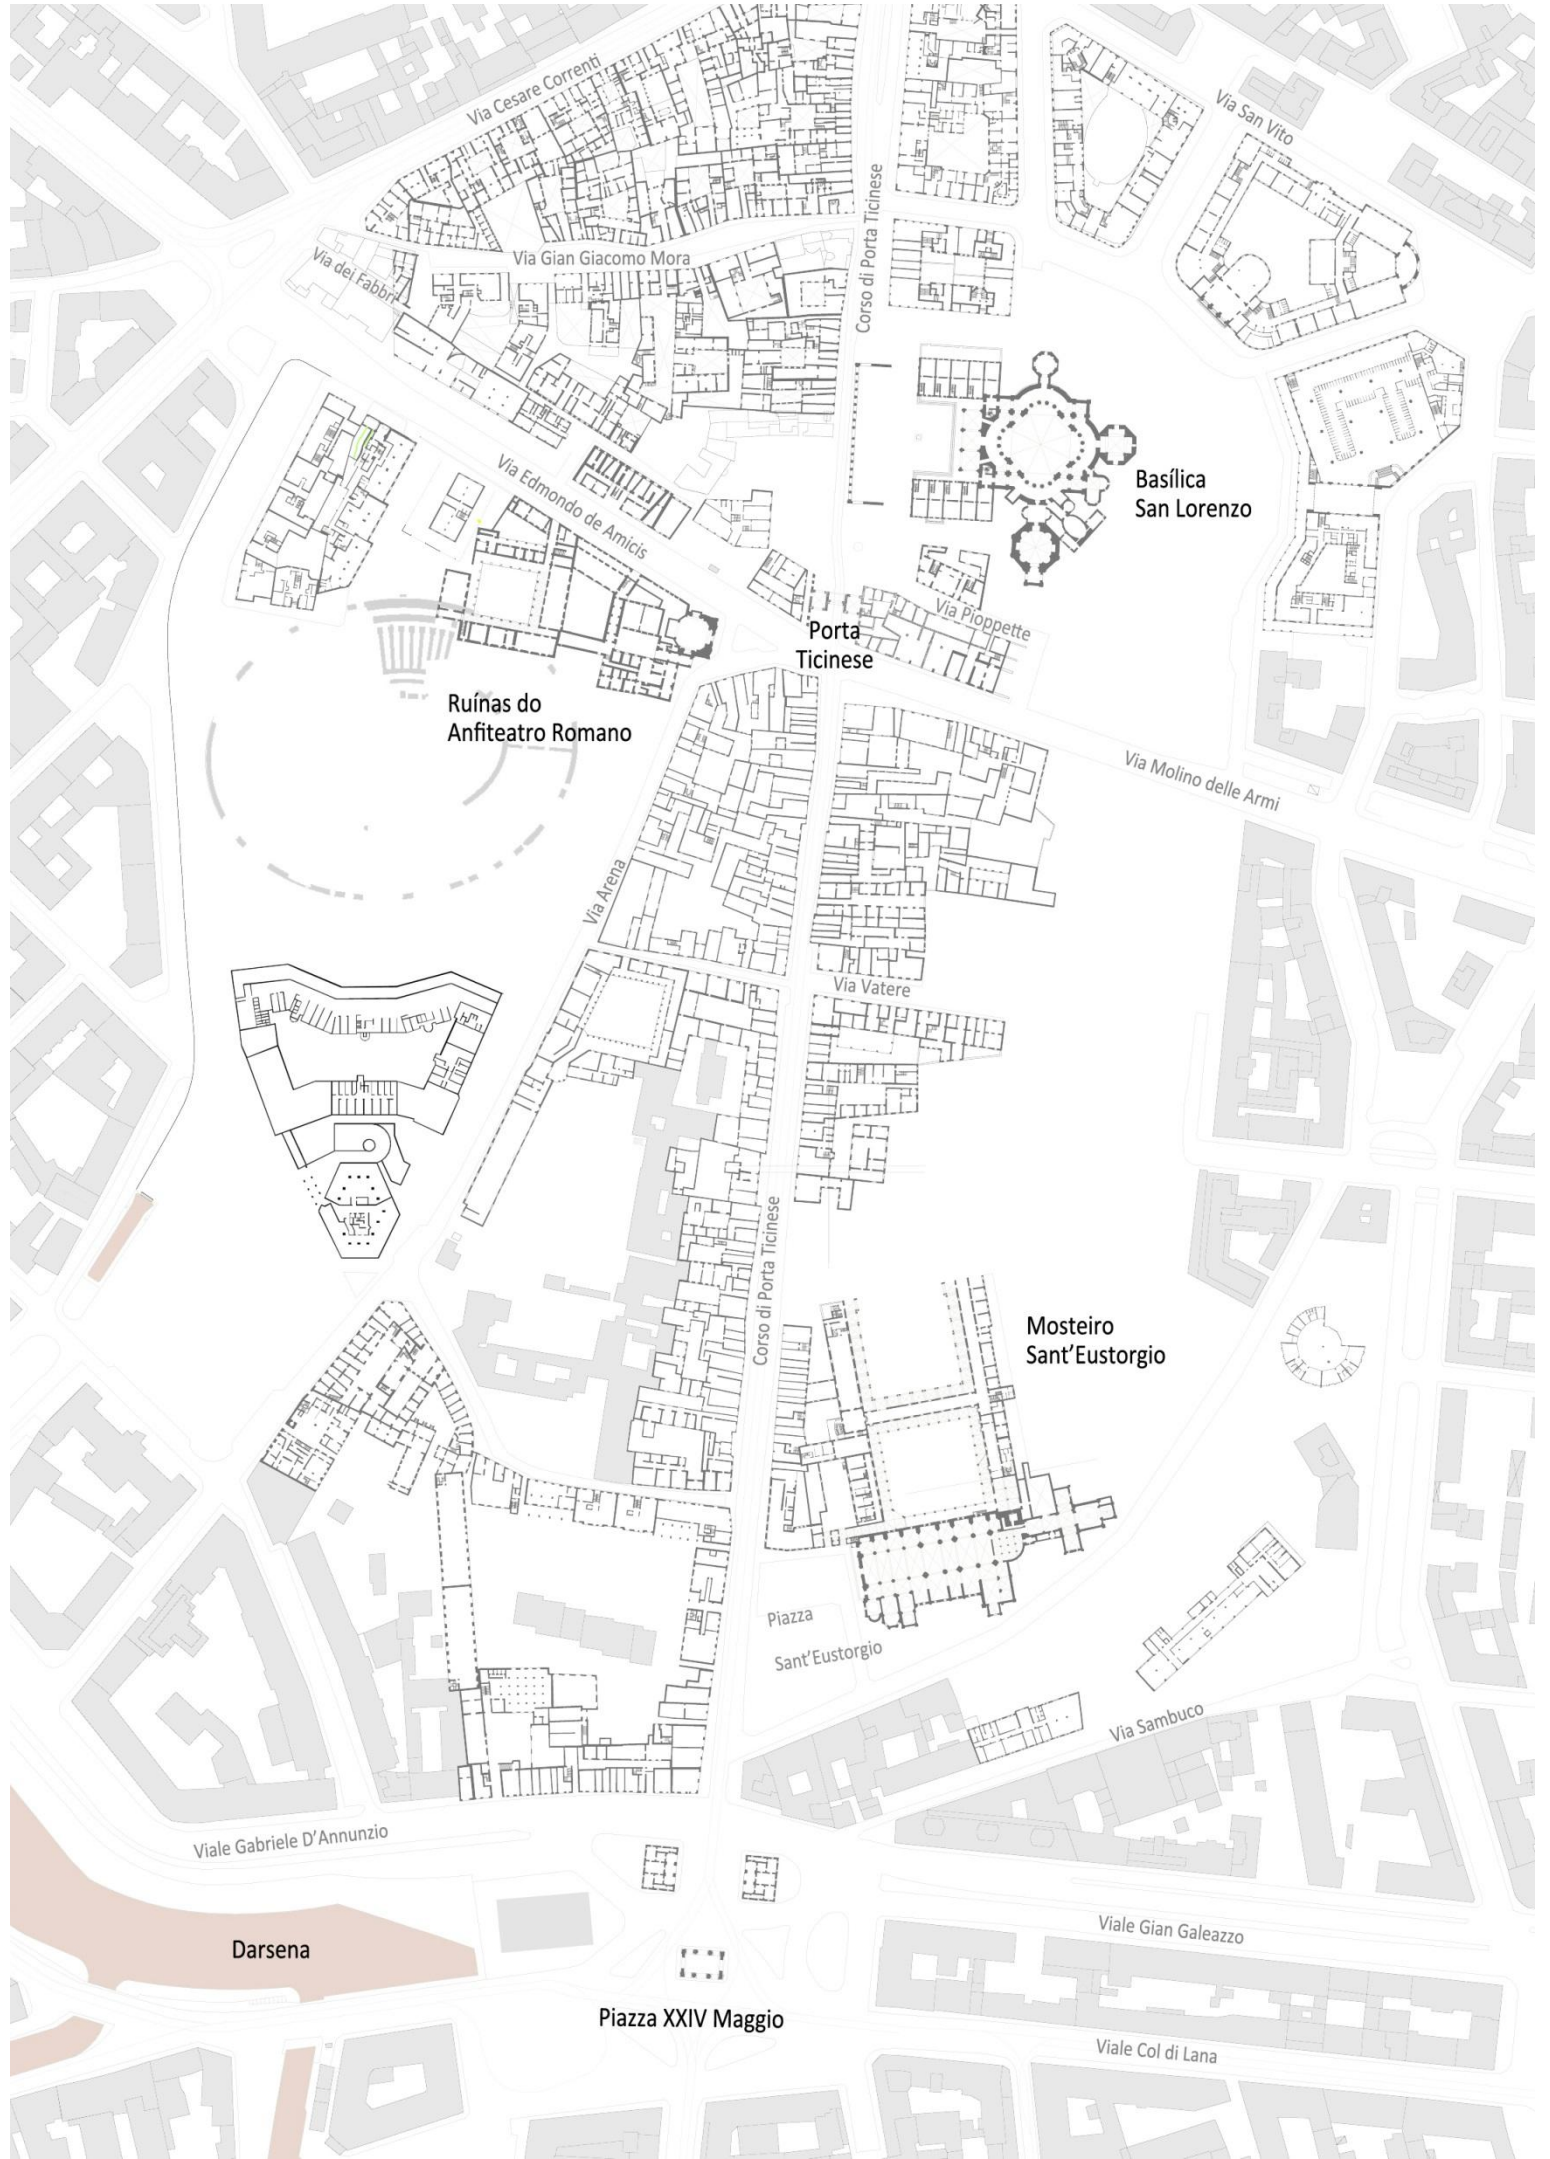 Via Cesare Correnti
Via San Vito
Corso di Porta Ticinese
Via Gian Giacomo Mora
Via dei Fabbri
Via Edmondo de Amicis
Basílica
San Lorenzo
Via Pioppette
Porta
Ticinese
Ruínas do
Anfiteatro Romano
Via Molino delle Armi
Via Arena
Via Vatere
Corso di Porta Ticinese
Mosteiro
Sant'Eustorgio
Piazza
Sant'Eustorgio
Via Sambuco
Viale Gabriele D'Annunzio
Viale Gian Galeazzo
Darsena
Piazza XXIV Maggio
Viale Col di Lana